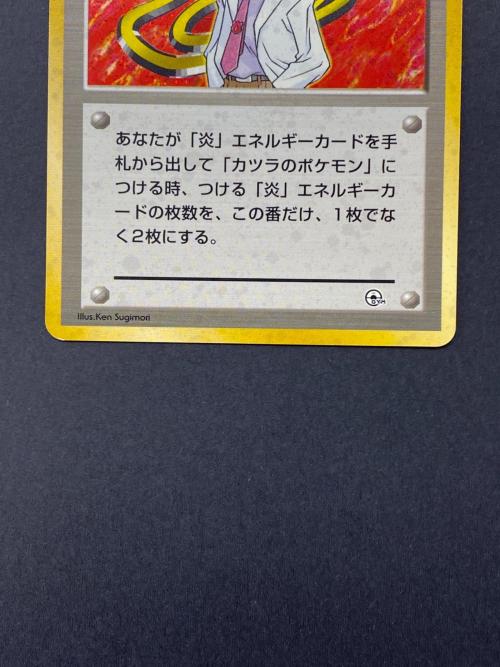 あなたが「炎」エネルギーカードを手
札から出して「カツラのポケモン」に
つける時、つける「炎」エネルギーカ
ードの枚数を、この番だけ、1枚でな
く2枚にする。
GYM
Illus.Ken Sugimori